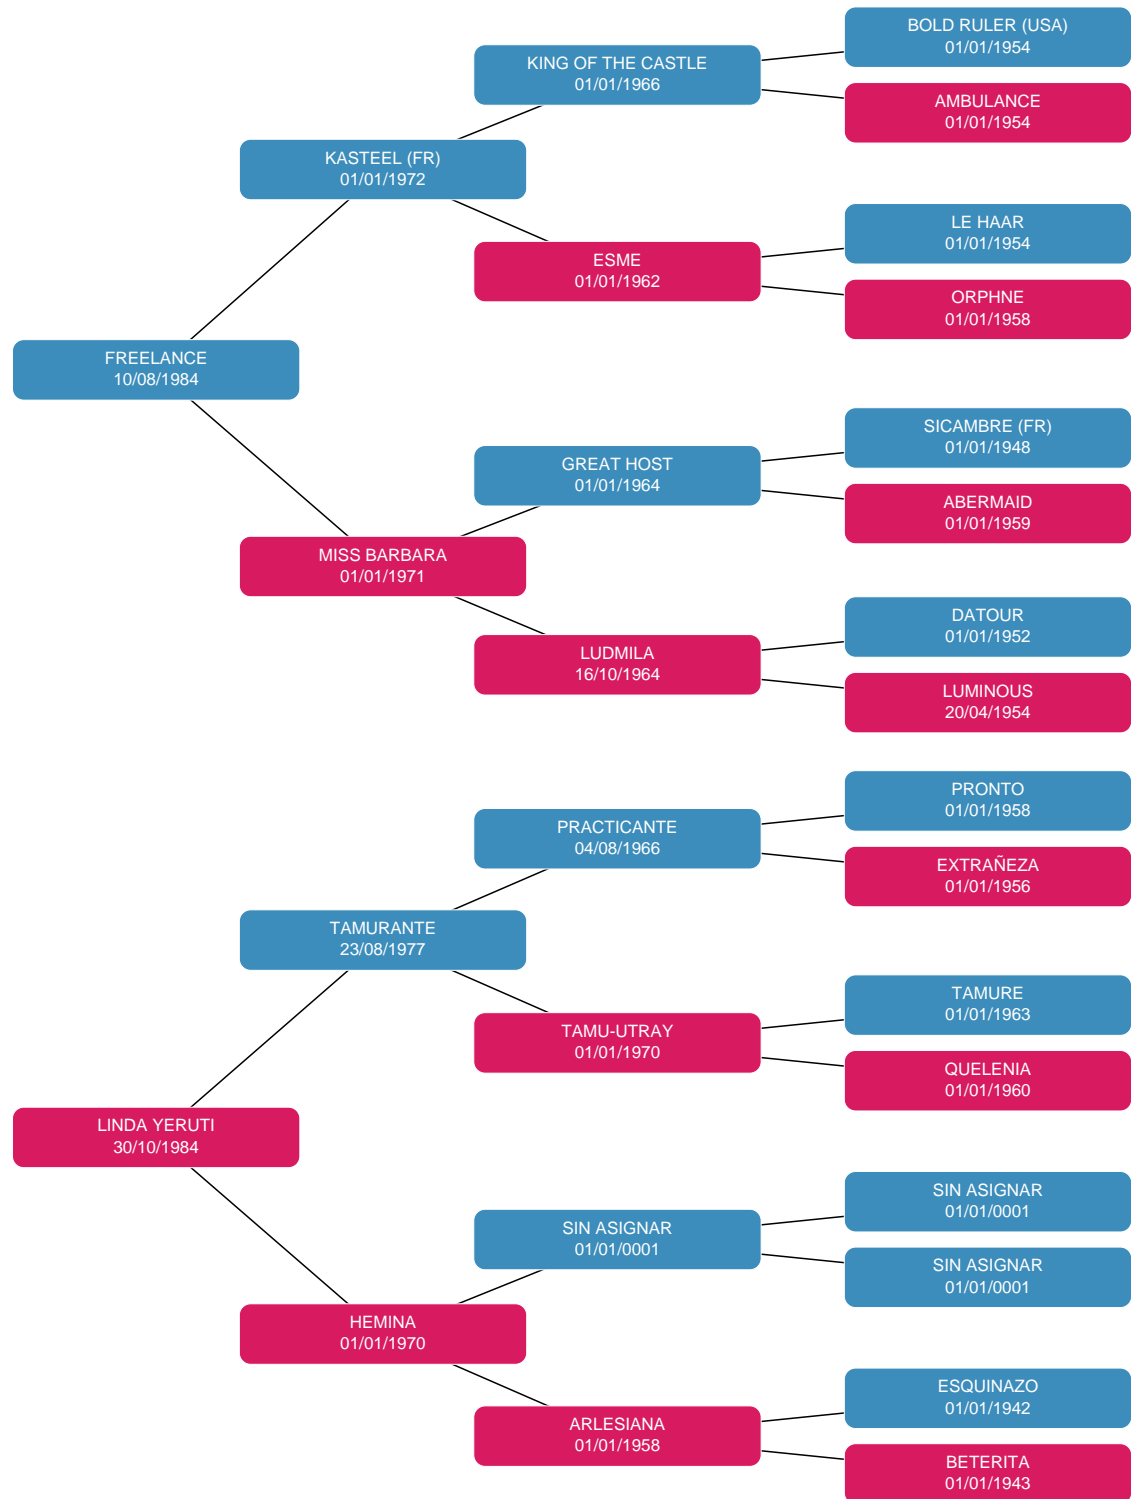 BOLD RULER (USA)
01/01/1954
KING OF THE CASTLE
01/01/1966
AMBULANCE
01/01/1954
KASTEEL (FR)
01/01/1972
LE HAAR
01/01/1954
ESME
01/01/1962
ORPHNE
01/01/1958
FREELANCE
10/08/1984
SICAMBRE (FR)
01/01/1948
GREAT HOST
01/01/1964
ABERMAID
01/01/1959
MISS BARBARA
01/01/1971
DATOUR
01/01/1952
LUDMILA
16/10/1964
LUMINOUS
20/04/1954
PRONTO
01/01/1958
PRACTICANTE
04/08/1966
EXTRAÑEZA
01/01/1956
TAMURANTE
23/08/1977
TAMURE
01/01/1963
TAMU-UTRAY
01/01/1970
QUELENIA
01/01/1960
LINDA YERUTI
30/10/1984
SIN ASIGNAR
01/01/0001
SIN ASIGNAR
01/01/0001
SIN ASIGNAR
01/01/0001
HEMINA
01/01/1970
ESQUINAZO
01/01/1942
ARLESIANA
01/01/1958
BETERITA
01/01/1943